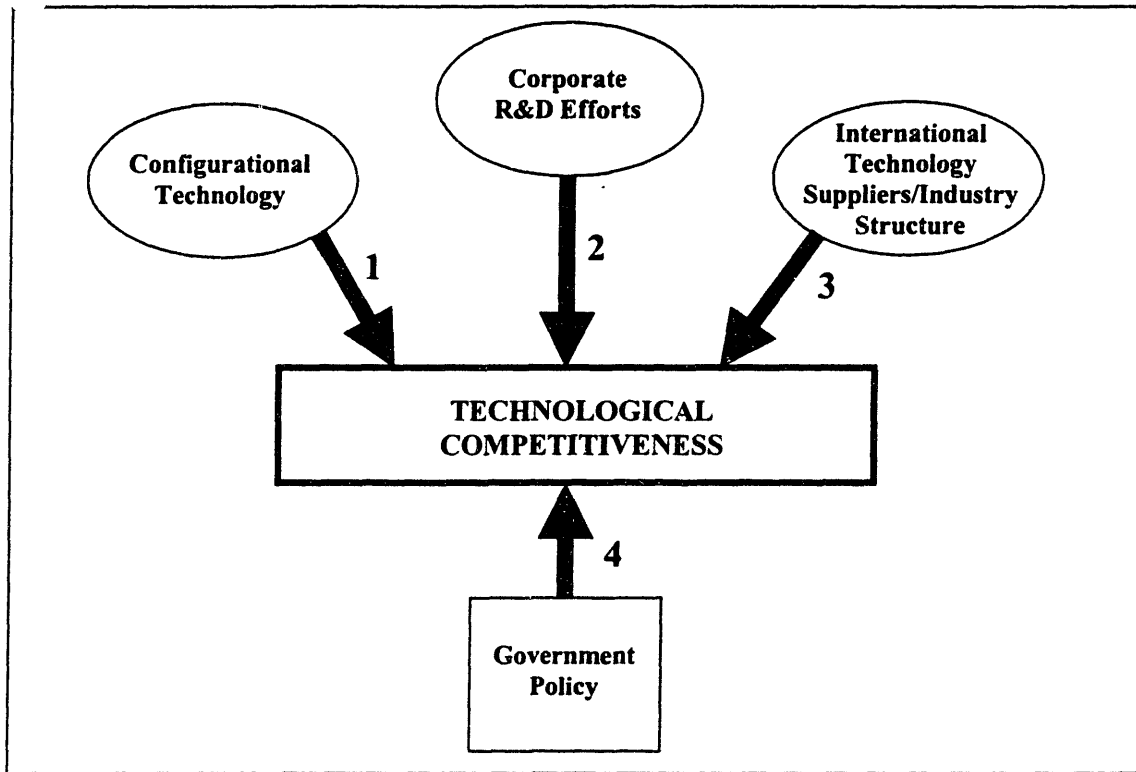 Corporate
R&D Efforts
Configurational
Technology
International
Technology
Suppliers/Industry
Structure
1
2
3
TECHNOLOGICAL
COMPETITIVENESS
4
Government
Policy